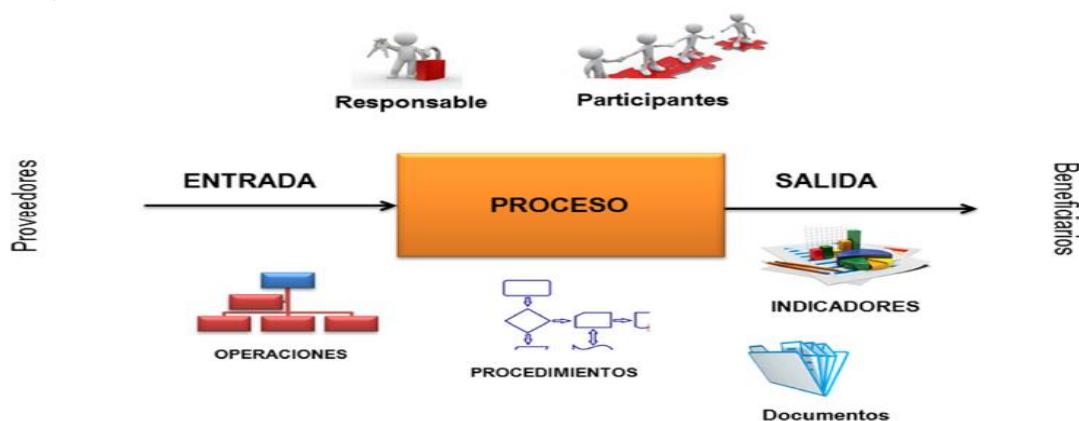 Responsable
Participantes
Proveedores
ENTRADA
PROCESO
SALIDA
Beneficiarios
OPERACIONES
PROCEDIMIENTOS
INDICADORES
Documentos